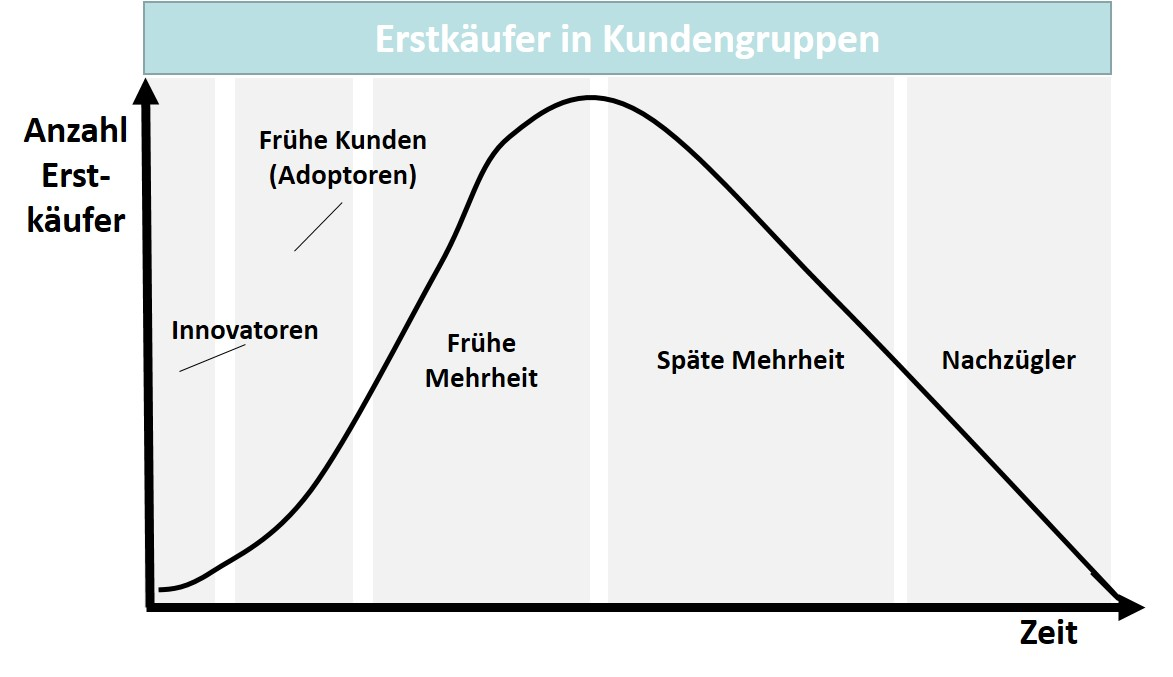 Erstkäufer in Kundengruppen
Anzahl
Erst-
käufer
Frühe Kunden
(Adoptoren)
Innovatoren
Frühe
Mehrheit
Späte Mehrheit
Nachzügler
Zeit